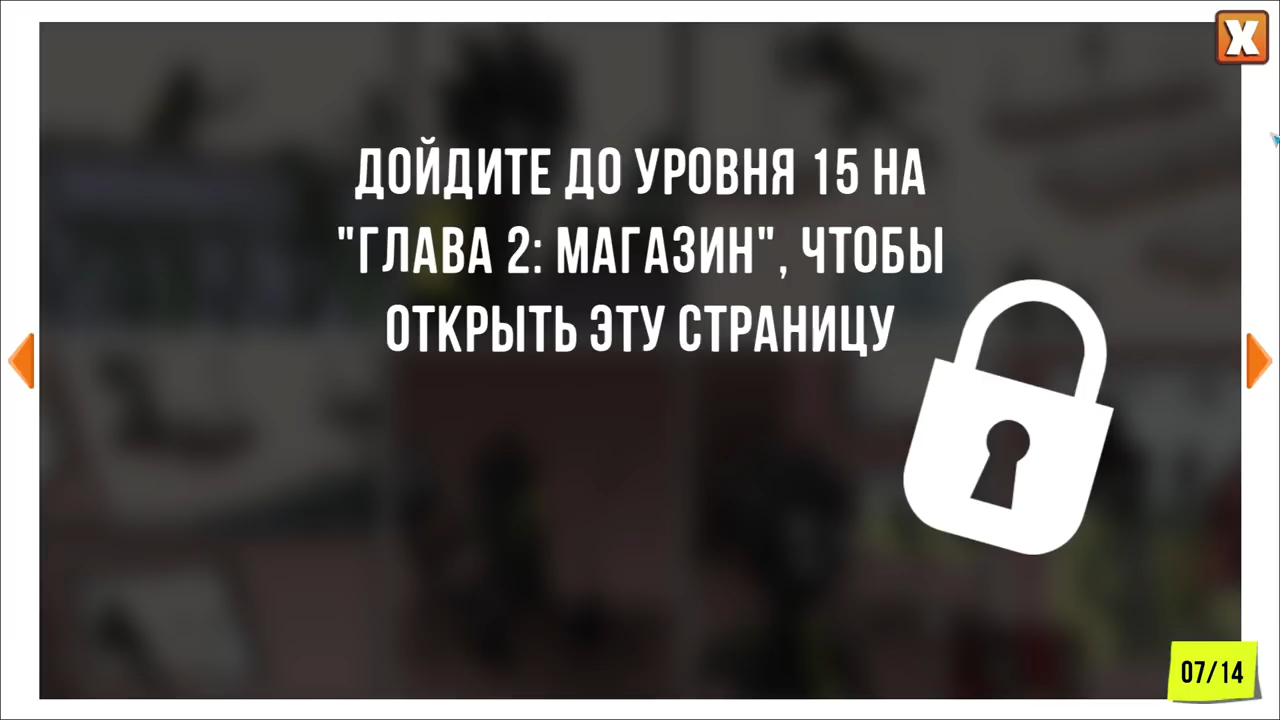 ДОЙДИТЕ ДО УРОВНЯ 15 НА
"ГЛАВА 2: МАГАЗИН", ЧТОБЫ
ОТКРЫТЬ ЭТУ СТРАНИЦУ
X
07/14